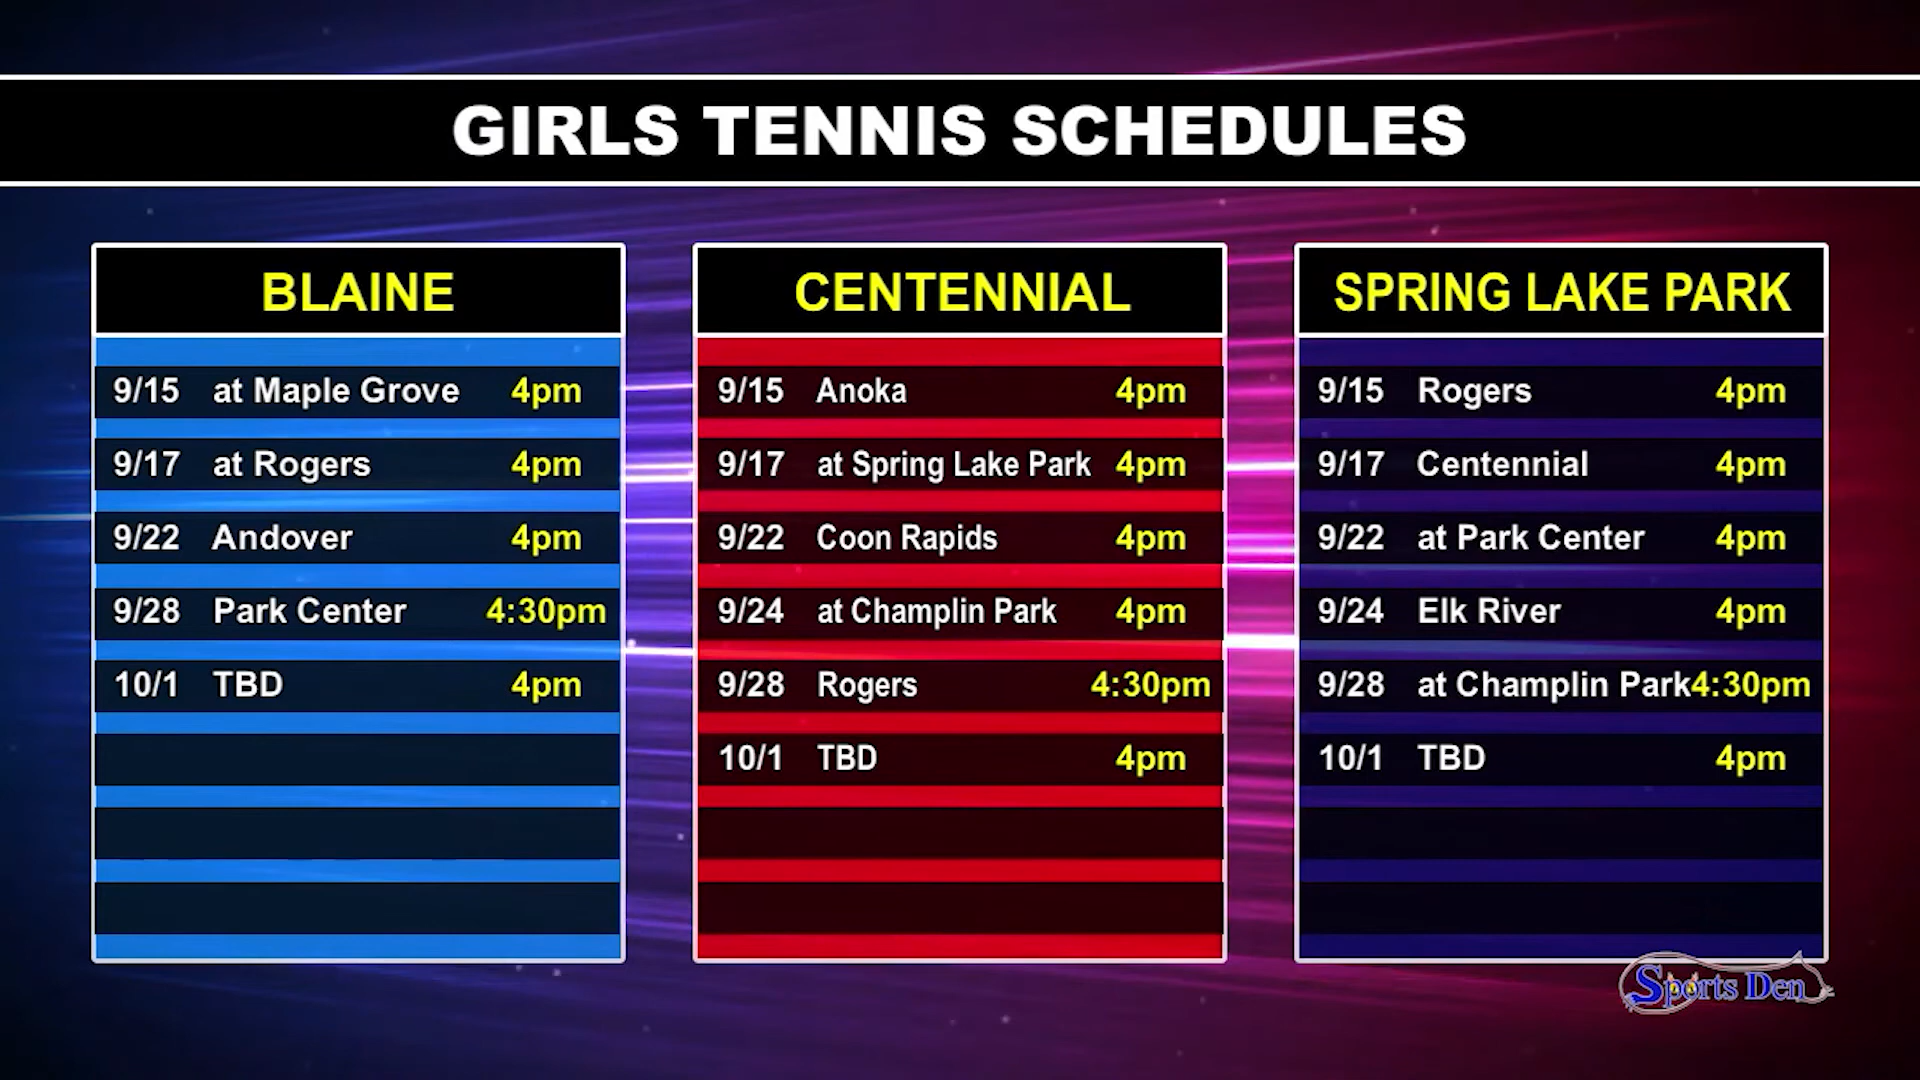 GIRLS TENNIS SCHEDULES
BLAINE
9/15 at Maple Grove 4pm
9/17 at Rogers 4pm
9/22 Andover 4pm
9/28 Park Center 4:30pm
10/1 TBD 4pm
CENTENNIAL
9/15 Anoka 4pm
9/17 at Spring Lake Park 4pm
9/22 Coon Rapids 4pm
9/24 at Champlin Park 4pm
9/28 Rogers 4:30pm
10/1 TBD 4pm
SPRING LAKE PARK
9/15 Rogers 4pm
9/17 Centennial 4pm
9/22 at Park Center 4pm
9/24 Elk River 4pm
9/28 at Champlin Park 4:30pm
10/1 TBD 4pm
Sports Den